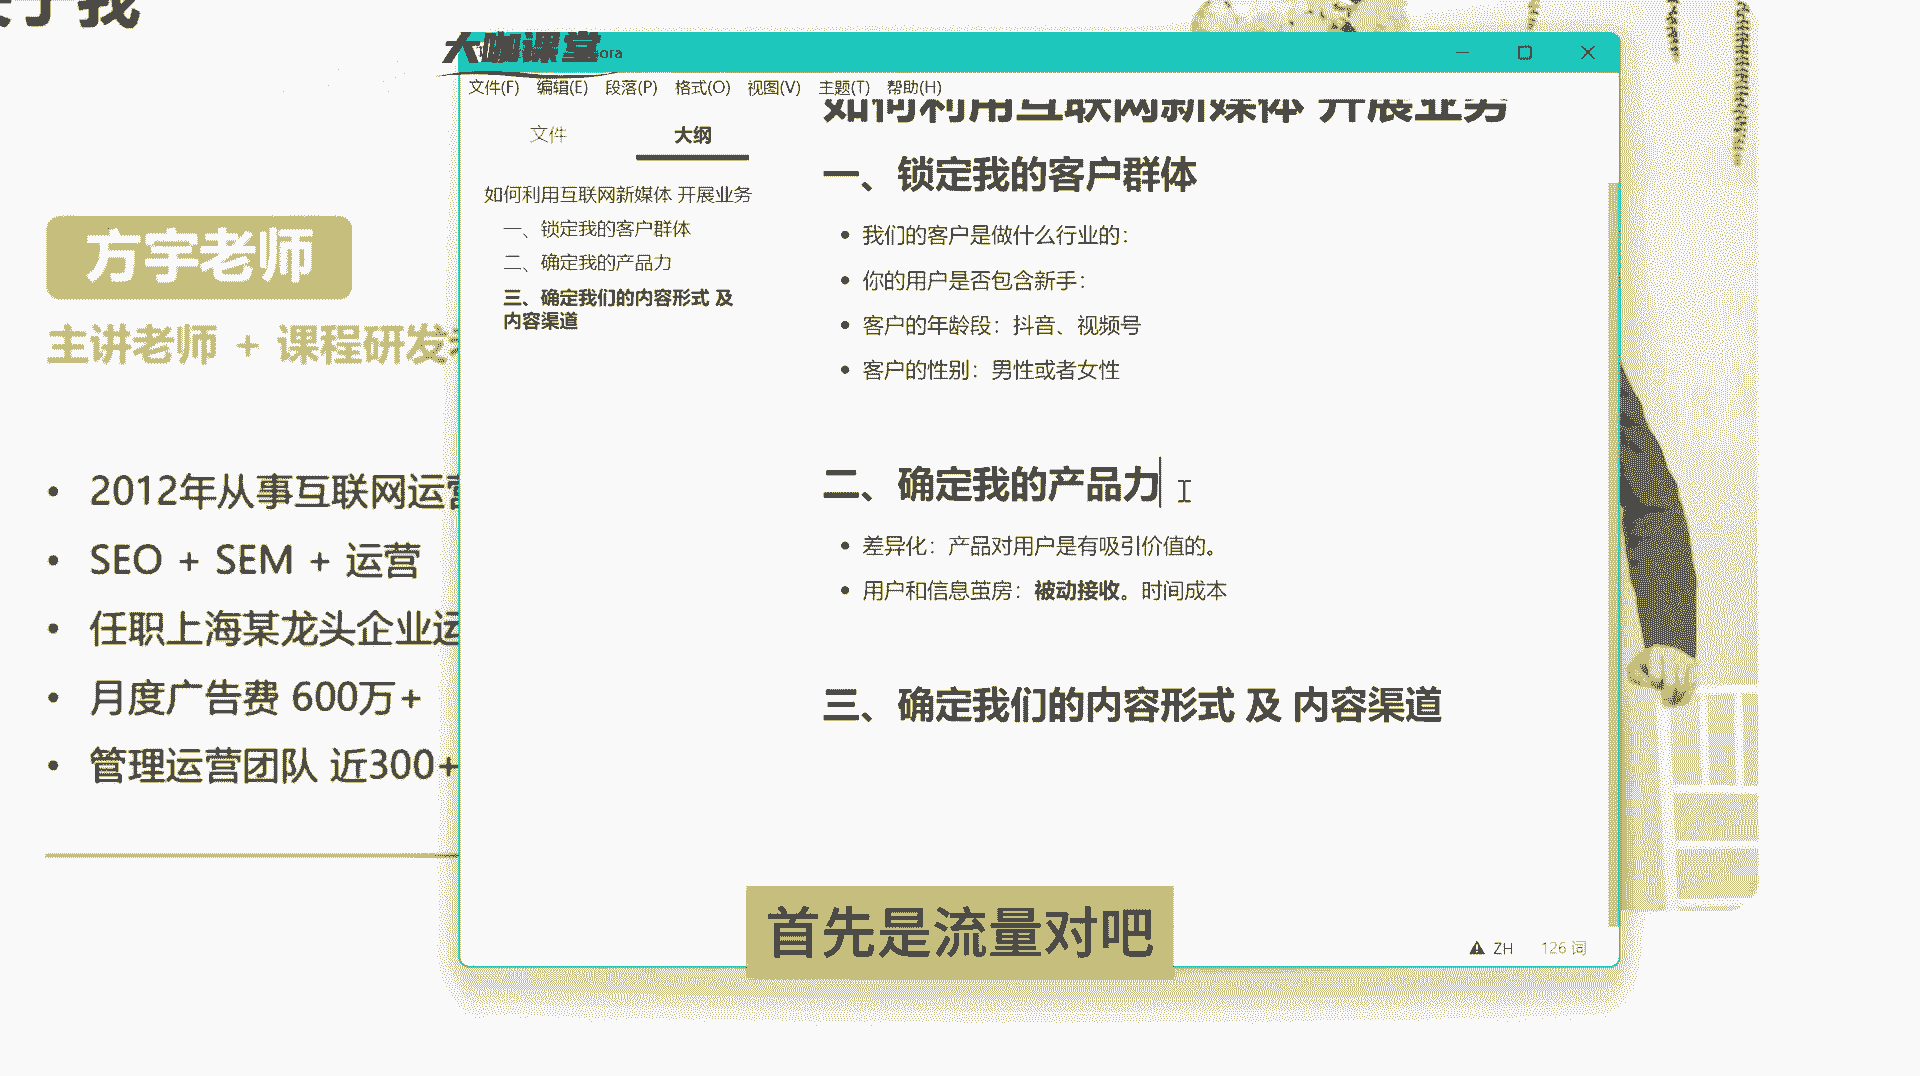 关于我
大咖课堂
ora
文件(F) 编辑(E) 段落(P) 格式(O) 视图(V) 主题(T) 帮助(H)
文件 大纲
如何利用互联网新媒体 开展业务
一、锁定我的客户群体
二、确定我的产品力
三、确定我们的内容形式 及
内容渠道
如何利用互联网新媒体 开展业务
一、锁定我的客户群体
我们的客户是做什么行业的：
你的用户是否包含新手：
客户的年龄段：抖音、视频号
客户的性别：男性或者女性
二、确定我的产品力
差异化：产品对用户是有吸引价值的。
用户和信息茧房：被动接收。时间成本
三、确定我们的内容形式 及 内容渠道
ZH 126 词
方宇老师
主讲老师 + 课程研发
• 2012年从事互联网运营
• SEO + SEM + 运营
• 任职上海某龙头企业运
• 月度广告费 600万+
• 管理运营团队 近300+
首先是流量对吧